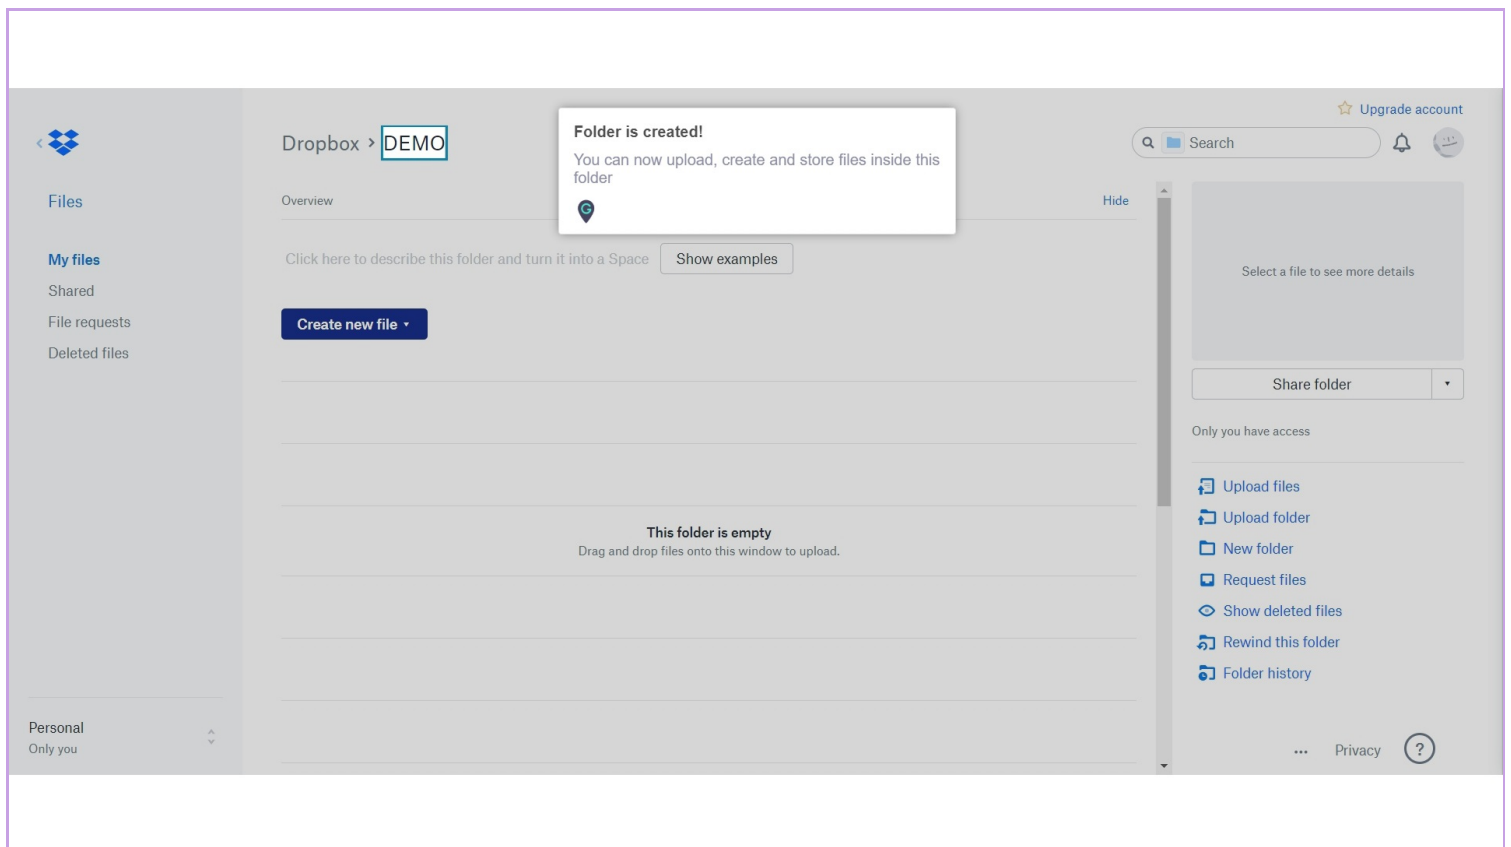 Upgrade account
Dropbox > DEMO
Folder is created!
You can now upload, create and store files inside this
folder
G
Search
Files
My files
Shared
File requests
Deleted files
Personal
Only you
Overview
Hide
Click here to describe this folder and turn it into a Space
Show examples
Create new file
This folder is empty
Drag and drop files onto this window to upload.
Select a file to see more details
Share folder
Only you have access
Upload files
Upload folder
New folder
Request files
Show deleted files
Rewind this folder
Folder history
... Privacy ?